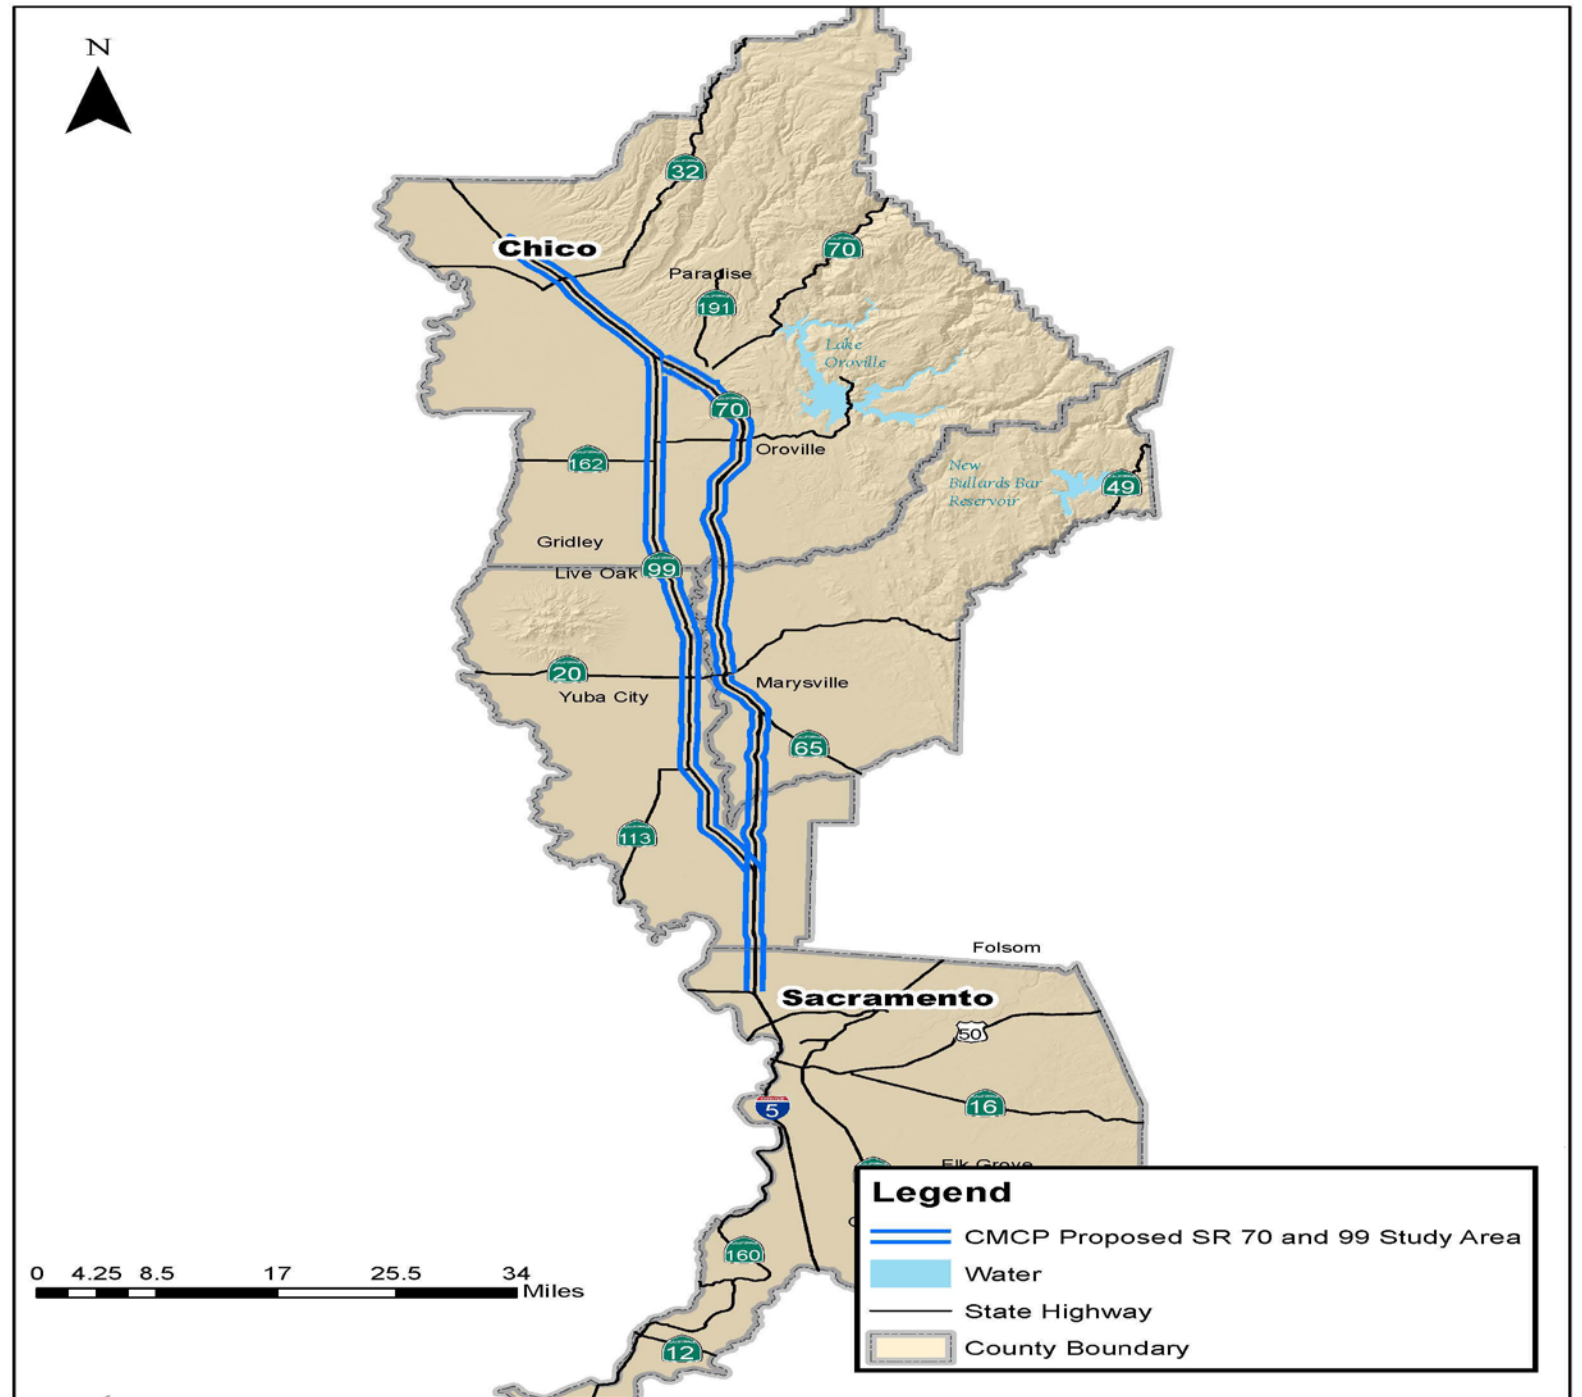 N
32
Chico
70
Paradise
191
Lake
Oroville
70
Oroville
162
New
Bullards Bar
Reservoir
49
Gridley
Live Oak
99
20
Yuba City
Marysville
65
113
Folsom
Sacramento
50
5
16
Elk Grove
Legend
CMCP Proposed SR 70 and 99 Study Area
Water
State Highway
County Boundary
160
12
0 4.25 8.5 17 25.5 34
Miles